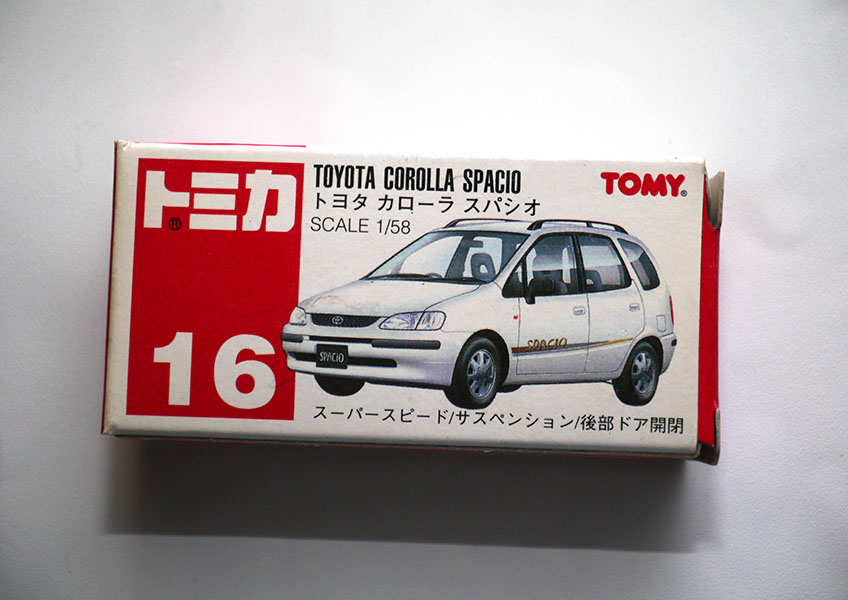 トミカ®
16
TOYOTA COROLLA SPACIO
トヨタ カローラ スパシオ
SCALE 1/58
TOMY®
SPACIO
SPACIO
スーパースピード/サスペンション/後部ドア開閉